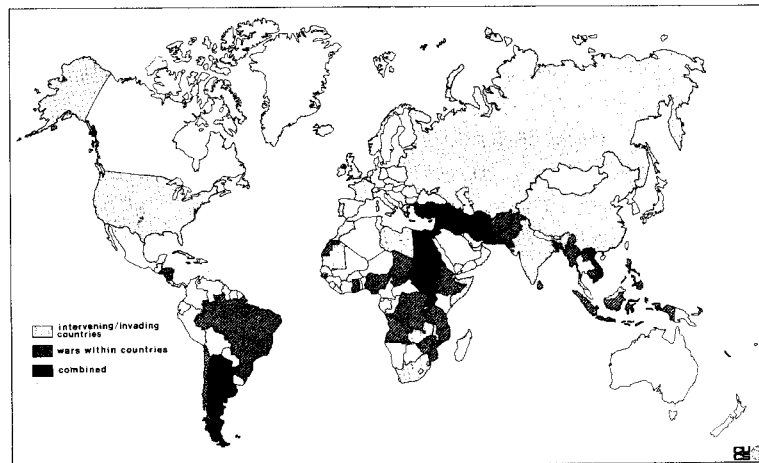 intervening/invading
countries
wars within countries
combined